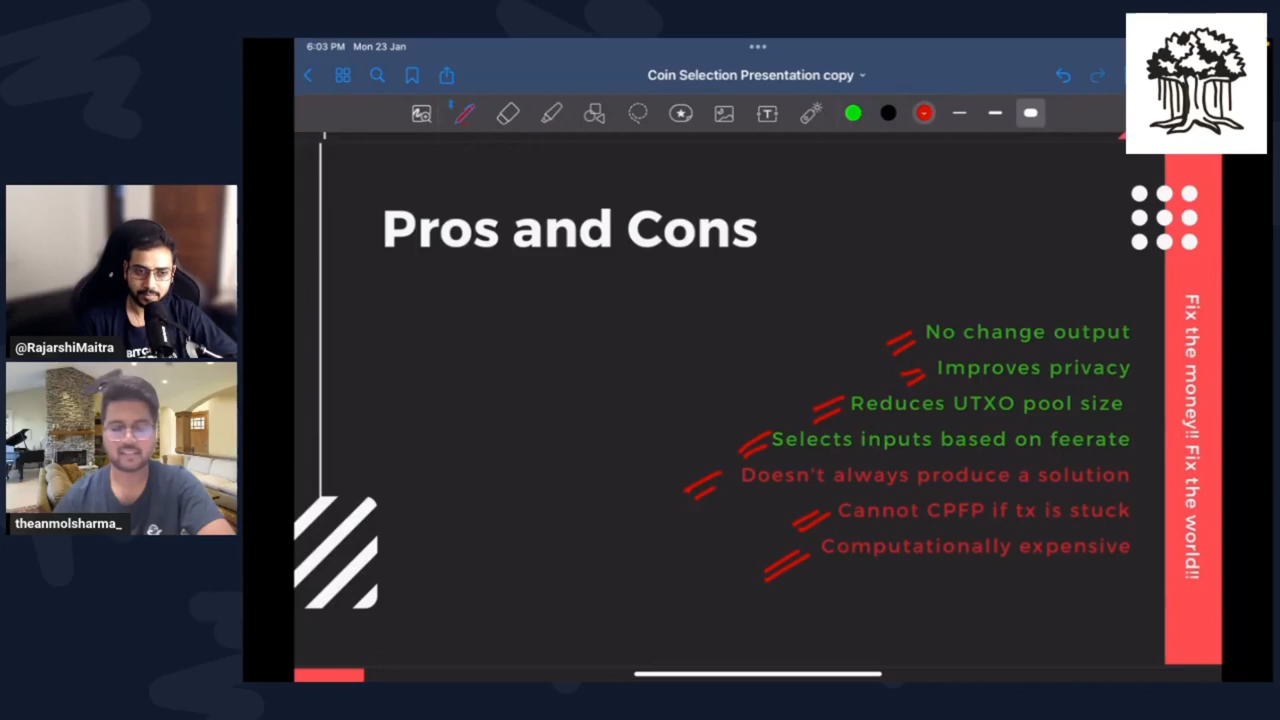 6:03 PM Mon 23 Jan
Coin Selection Presentation copy
T
Pros and Cons
No change output
Improves privacy
Reduces UTXO pool size
Selects inputs based on feerate
Doesn't always produce a solution
Cannot CPFP if tx is stuck
Computationally expensive
Fix the money!! Fix the world!!
BITC
@RajarshiMaitra
theanmolsharma_